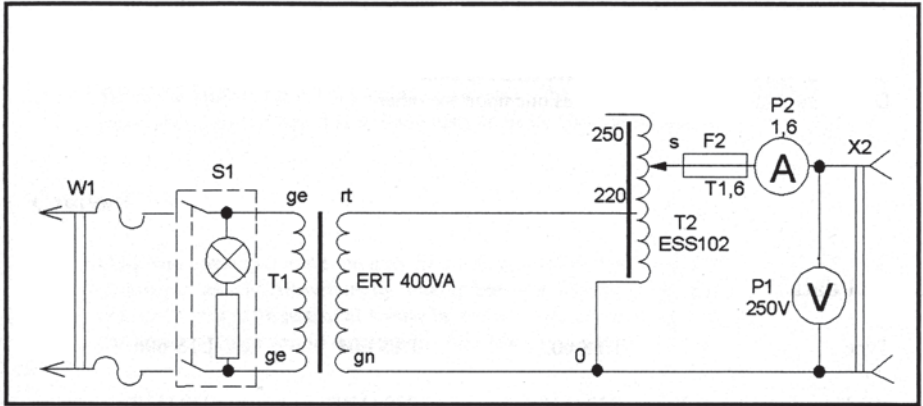 P2
1,6
250
s
F2
A
X2
T1,6
S1
W1
ge
rt
220
T2
ESS102
T1
ERT 400VA
P1
250V
V
ge
gn
0